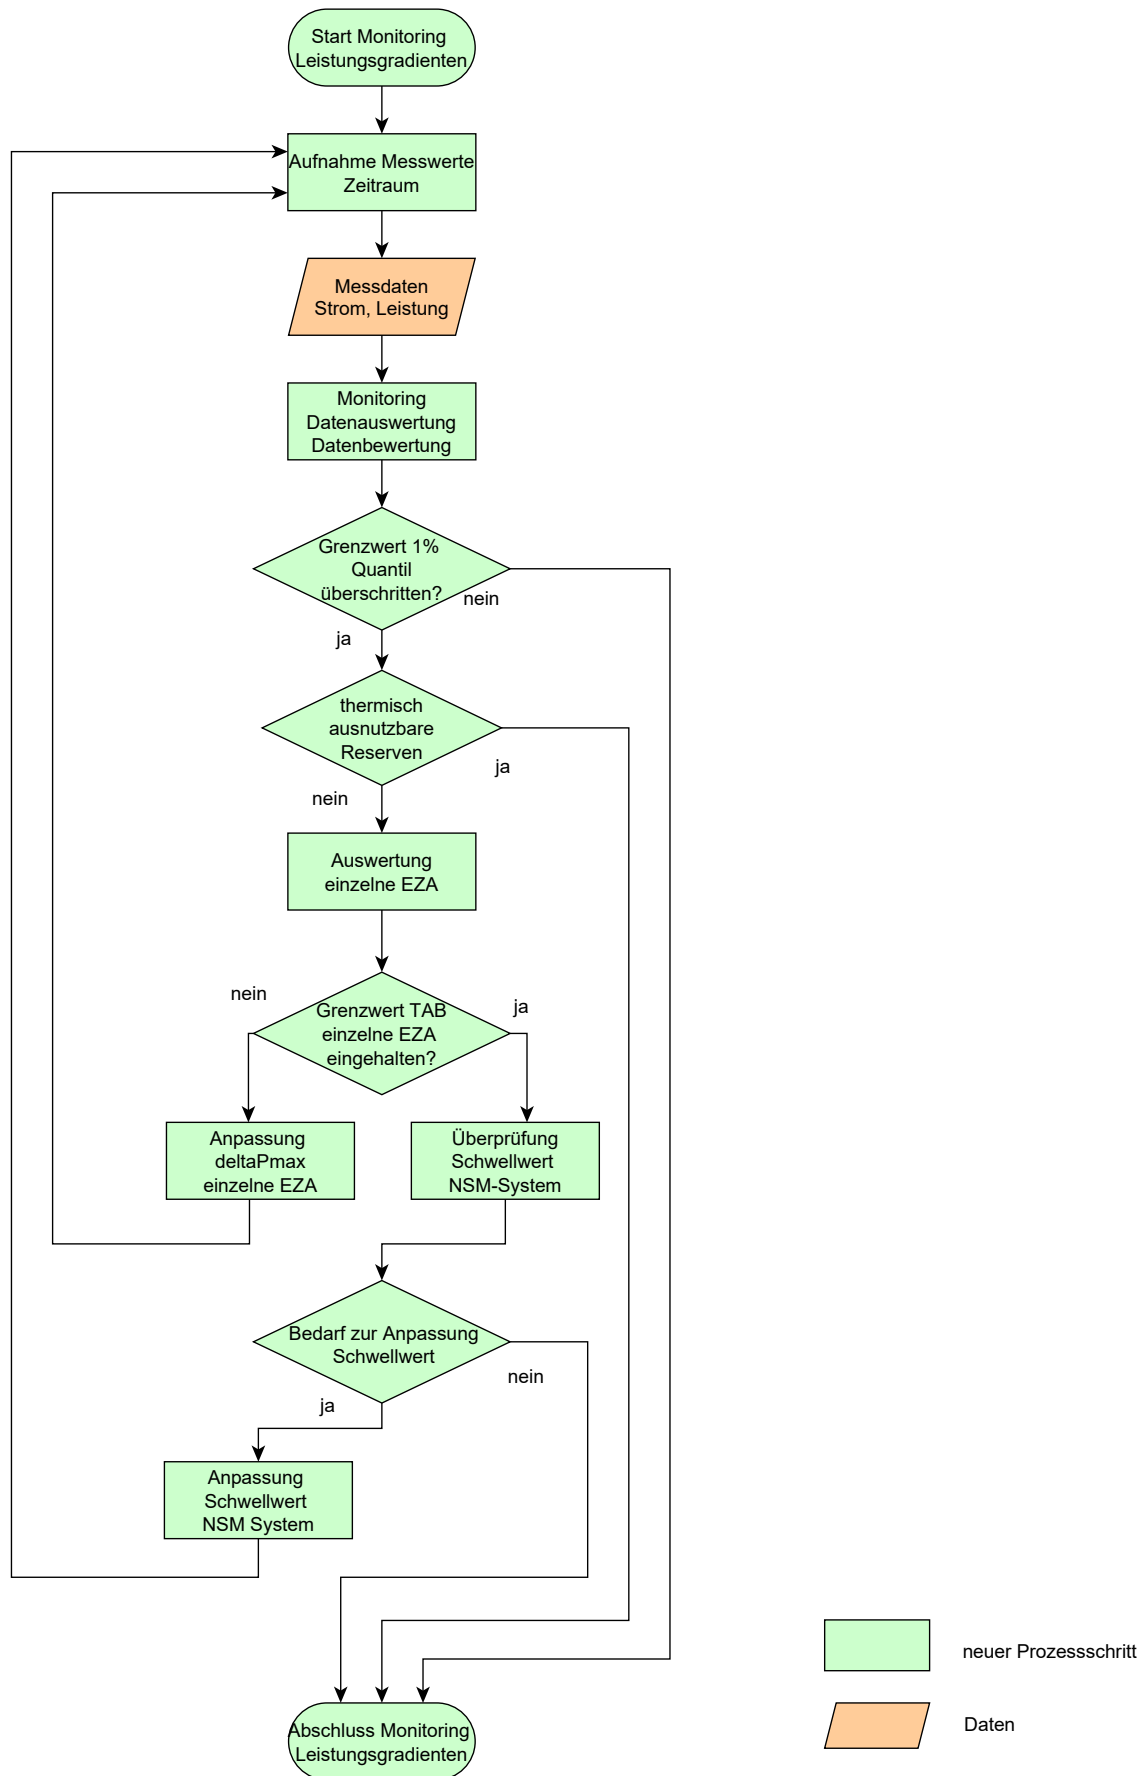 Start Monitoring
Leistungsgradienten
Aufnahme Messwerte
Zeitraum
Messdaten
Strom, Leistung
Monitoring
Datenauswertung
Datenbewertung
Grenzwert 1%
Quantil
überschritten?
nein
ja
thermisch
ausnutzbare
Reserven
ja
nein
Auswertung
einzelne EZA
nein
ja
Grenzwert TAB
einzelne EZA
eingehalten?
Anpassung
deltaPmax
einzelne EZA
Überprüfung
Schwellwert
NSM-System
Bedarf zur Anpassung
Schwellwert
nein
ja
Anpassung
Schwellwert
NSM System
Abschluss Monitoring
Leistungsgradienten
neuer Prozessschritt
Daten